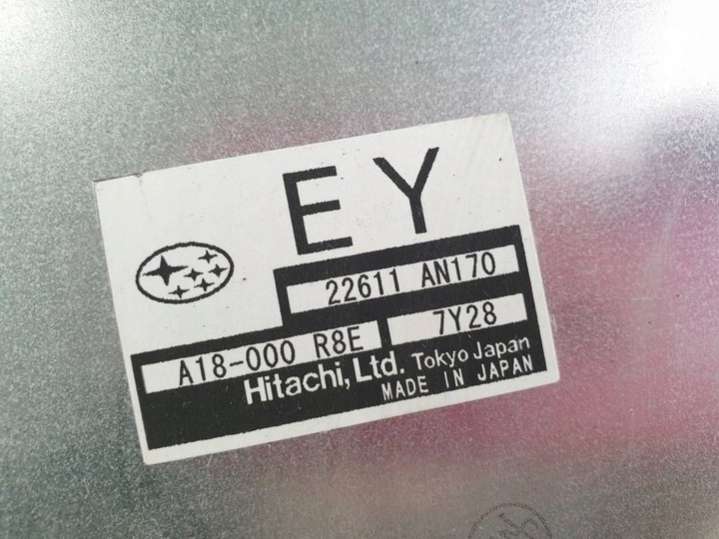 EY
22611 AN170
A18-000 R8E 7Y28
Hitachi, Ltd. Tokyo Japan
MADE IN JAPAN